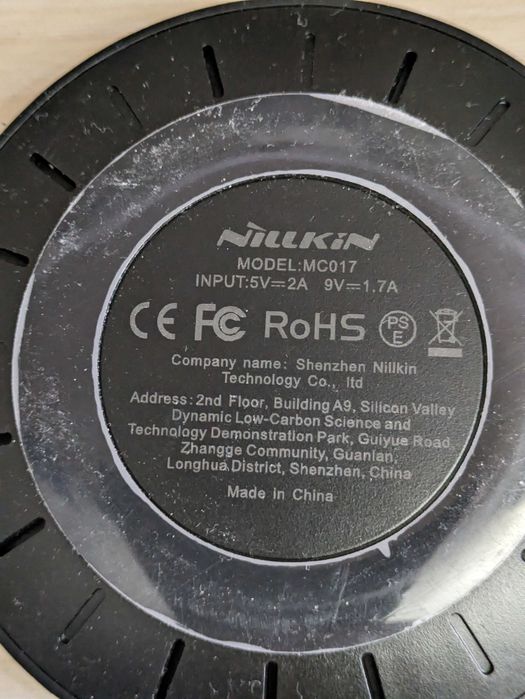 NILLKIN
MODEL:MC017
INPUT:5V⎓2A 9V⎓1.7A
CE FC RoHS PSE
Company name: Shenzhen Nillkin
Technology Co., ltd
Address: 2nd Floor, Building A9, Silicon Valley
Dynamic Low-Carbon Science and
Technology Demonstration Park, Guiyue Road,
Zhangge Community, Guanlan,
Longhua District, Shenzhen, China
Made in China